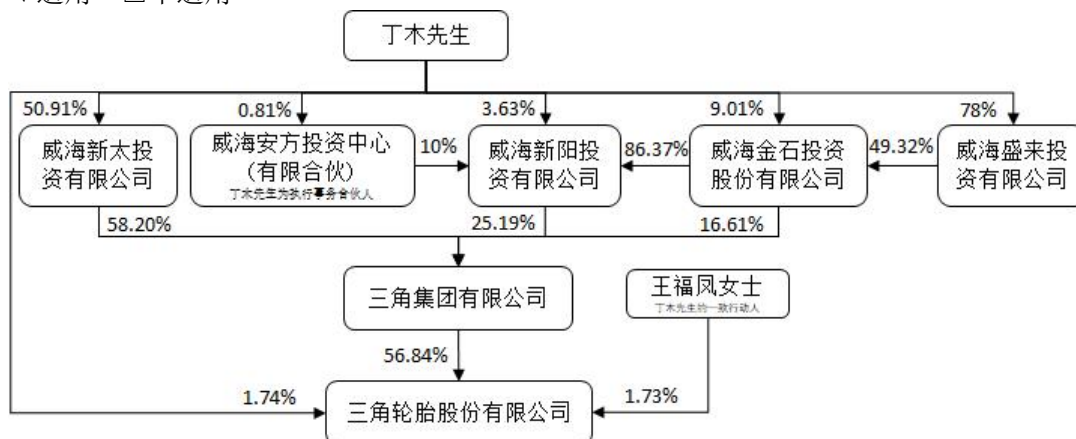 丁木先生
50.91%
0.81%
3.63%
9.01%
78%
威海新太投
资有限公司
威海安方投资中心
(有限合伙)
丁木先生为执行事务合伙人
10%
威海新阳投
资有限公司
86.37%
威海金石投资
股份有限公司
49.32%
威海盛来投
资有限公司
58.20%
25.19%
16.61%
三角集团有限公司
王福凤女士
丁木先生的一致行动人
56.84%
1.74%
三角轮胎股份有限公司
1.73%